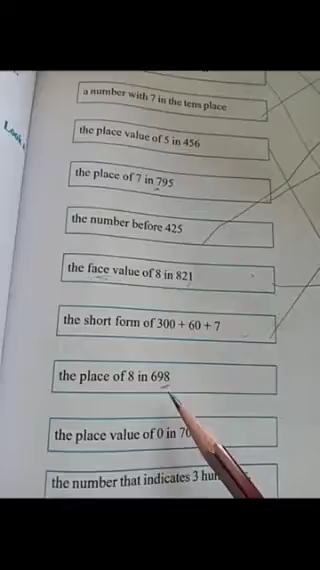 a number with 7 in the tens place
the place value of 5 in 456
the place of 7 in 795
the number before 425
the face value of 8 in 821
the short form of 300 + 60 + 7
the place of 8 in 698
the place value of 0 in
the number that indicates 3